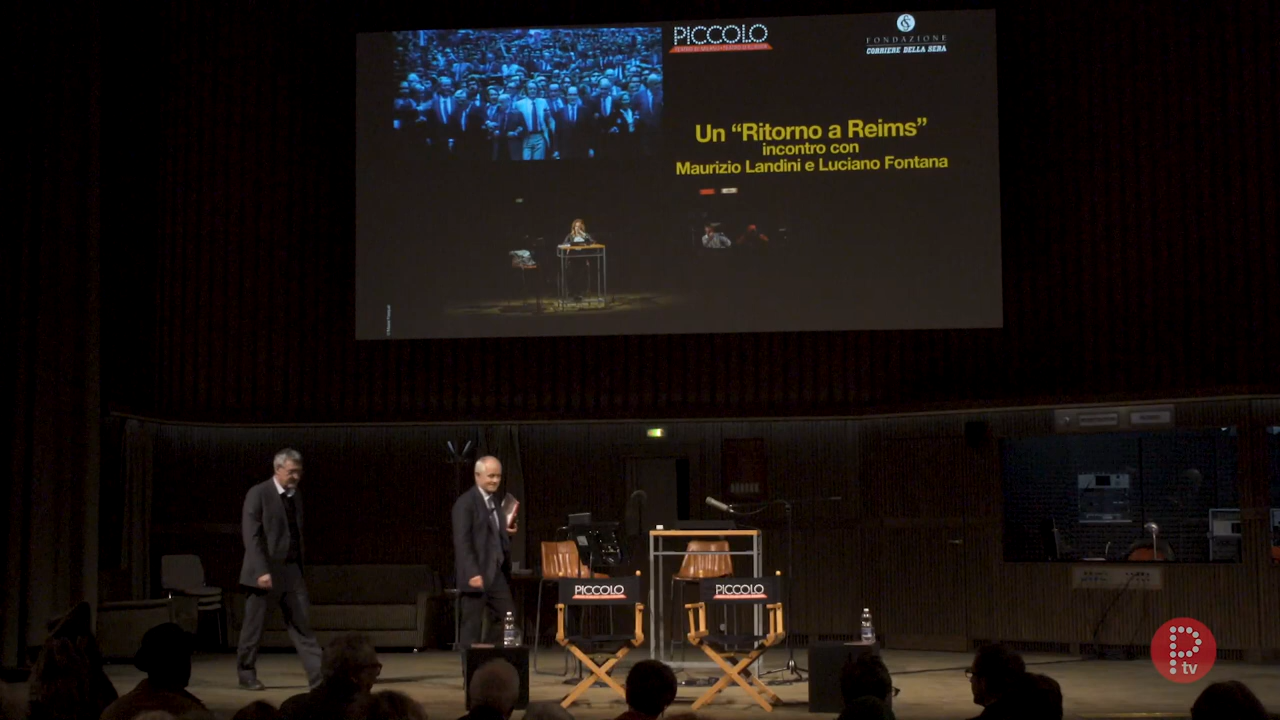 PICCOLO
FONDAZIONE
CORRIERE DELLA SERA
Un “Ritorno a Reims”
incontro con
Maurizio Landini e Luciano Fontana
PICCOLO
PICCOLO
P
tv